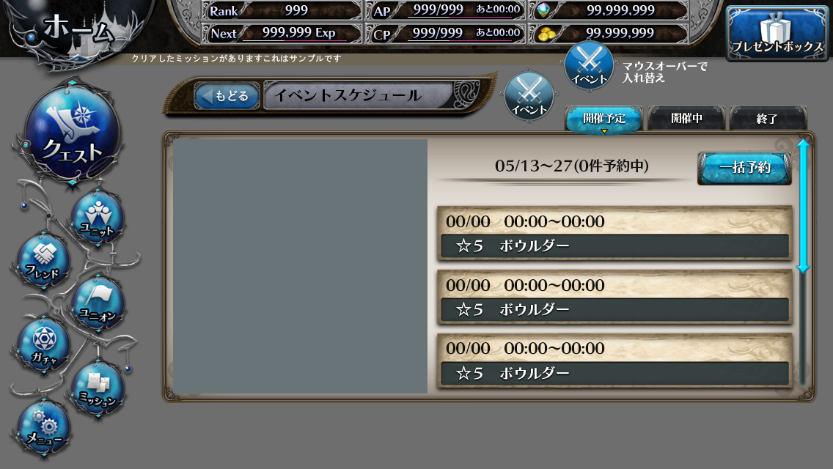 ホーム
Rank 999
AP 999/999 あと00:00
99,999,999
Next 999,999 Exp
CP 999/999 あと00:00
99,999,999
プレゼントボックス
クリアしたミッションがありますこれはサンプルです
イベント
マウスオーバーで
入れ替え
もどる
イベントスケジュール
イベント
開催予定
開催中
終了
クエスト
05/13～27(0件予約中)
一括予約
ユニット
00/00 00:00～00:00
☆5 ボウルダー
フレンド
00/00 00:00～00:00
☆5 ボウルダー
ユニオン
00/00 00:00～00:00
☆5 ボウルダー
ガチャ
ミッション
メニュー